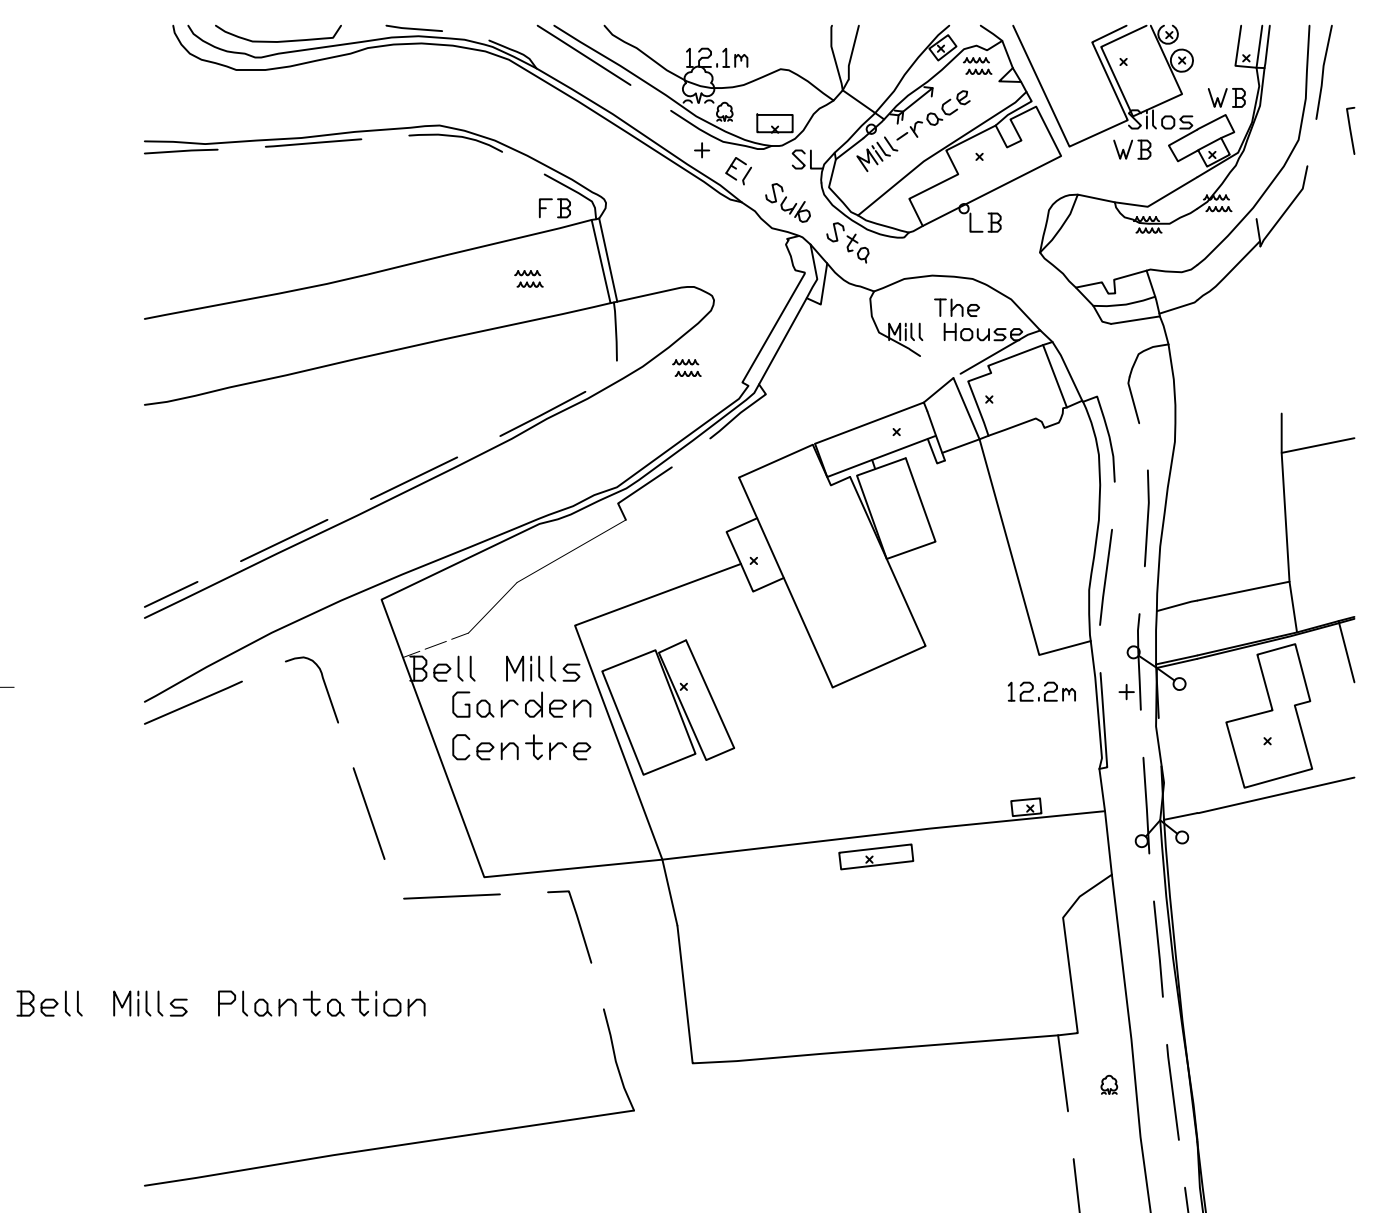 12.1m
WB
Silos
WB
SL
Mill-race
El Sub Sta
FB
LB
The
Mill House
Bell Mills
Garden
Centre
12.2m
Bell Mills Plantation